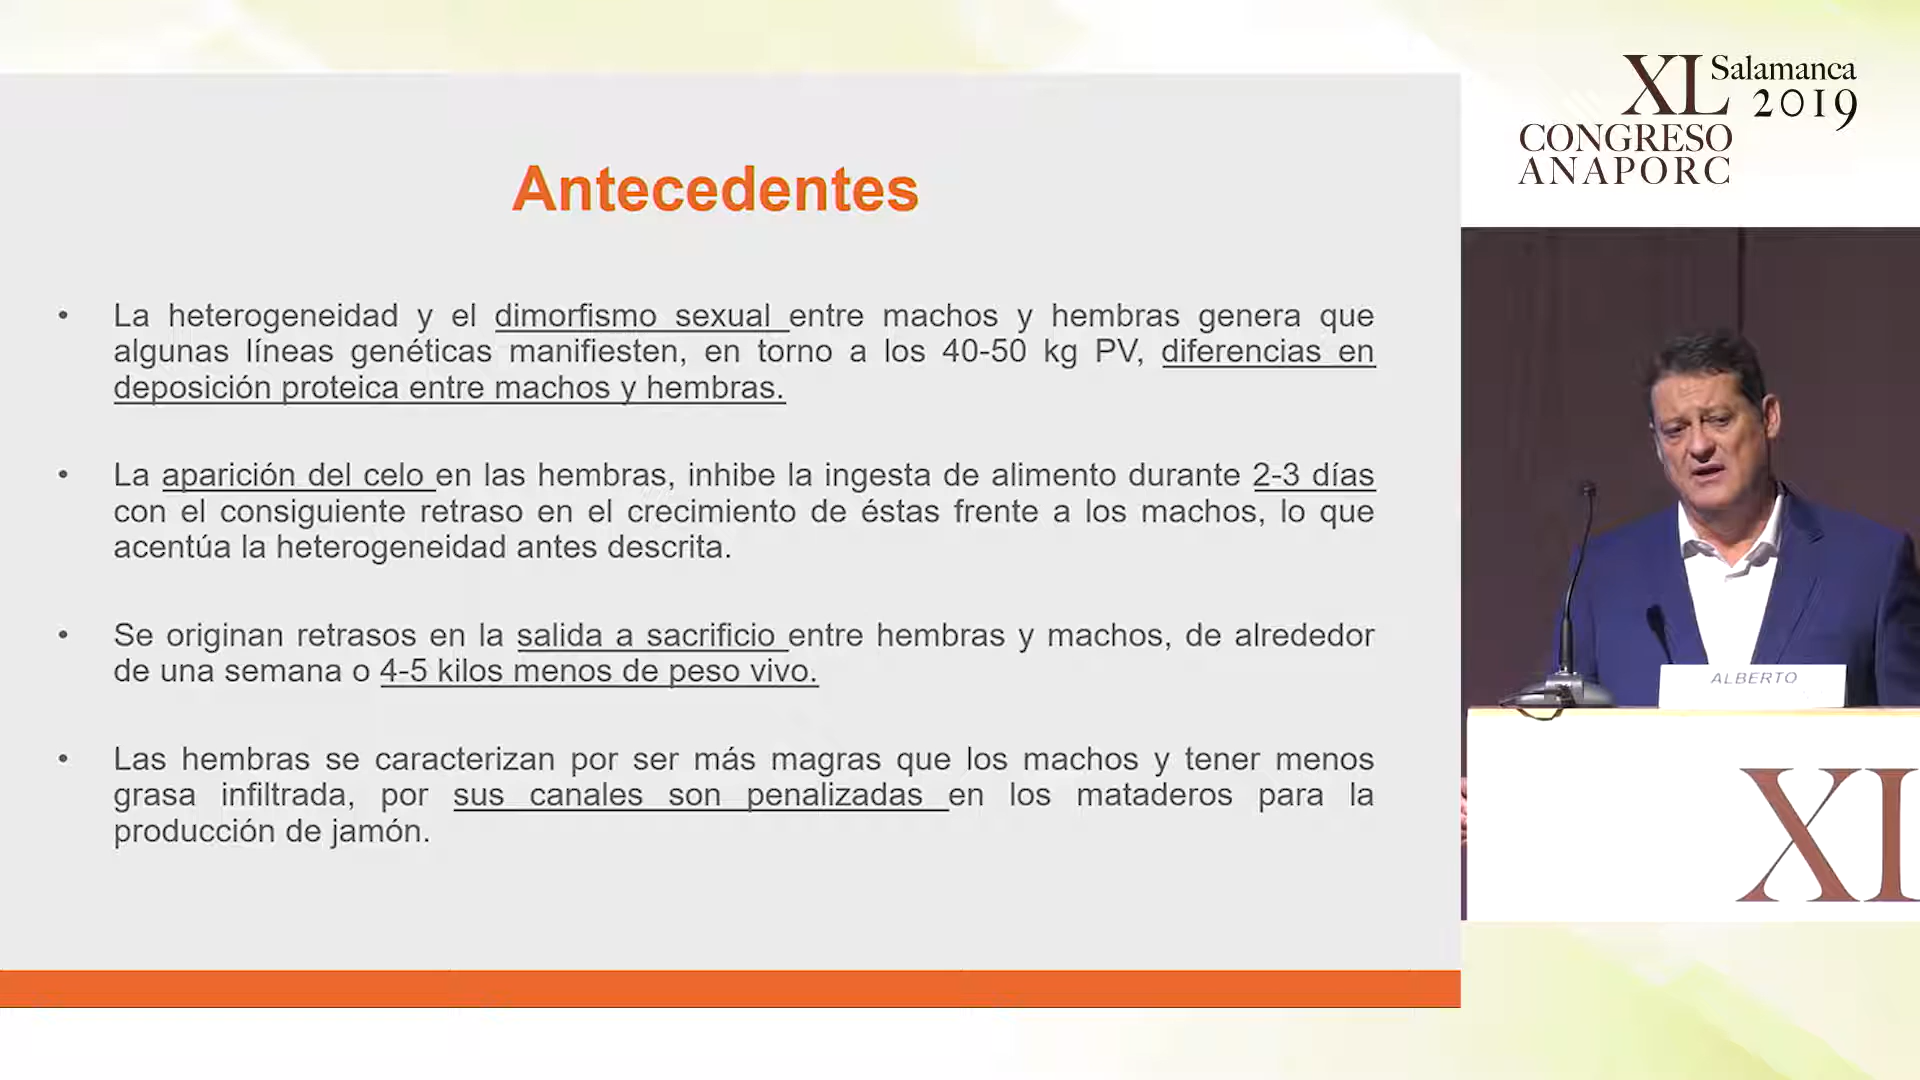 Antecedentes
• La heterogeneidad y el dimorfismo sexual entre machos y hembras genera que
algunas líneas genéticas manifiesten, en torno a los 40-50 kg PV, diferencias en
deposición proteica entre machos y hembras.
• La aparición del celo en las hembras, inhibe la ingesta de alimento durante 2-3 días
con el consiguiente retraso en el crecimiento de éstas frente a los machos, lo que
acentúa la heterogeneidad antes descrita.
• Se originan retrasos en la salida a sacrificio entre hembras y machos, de alrededor
de una semana o 4-5 kilos menos de peso vivo.
• Las hembras se caracterizan por ser más magras que los machos y tener menos
grasa infiltrada, por sus canales son penalizadas en los mataderos para la
producción de jamón.
XL Salamanca
2019
CONGRESO
ANAPORC
ALBERTO
XL